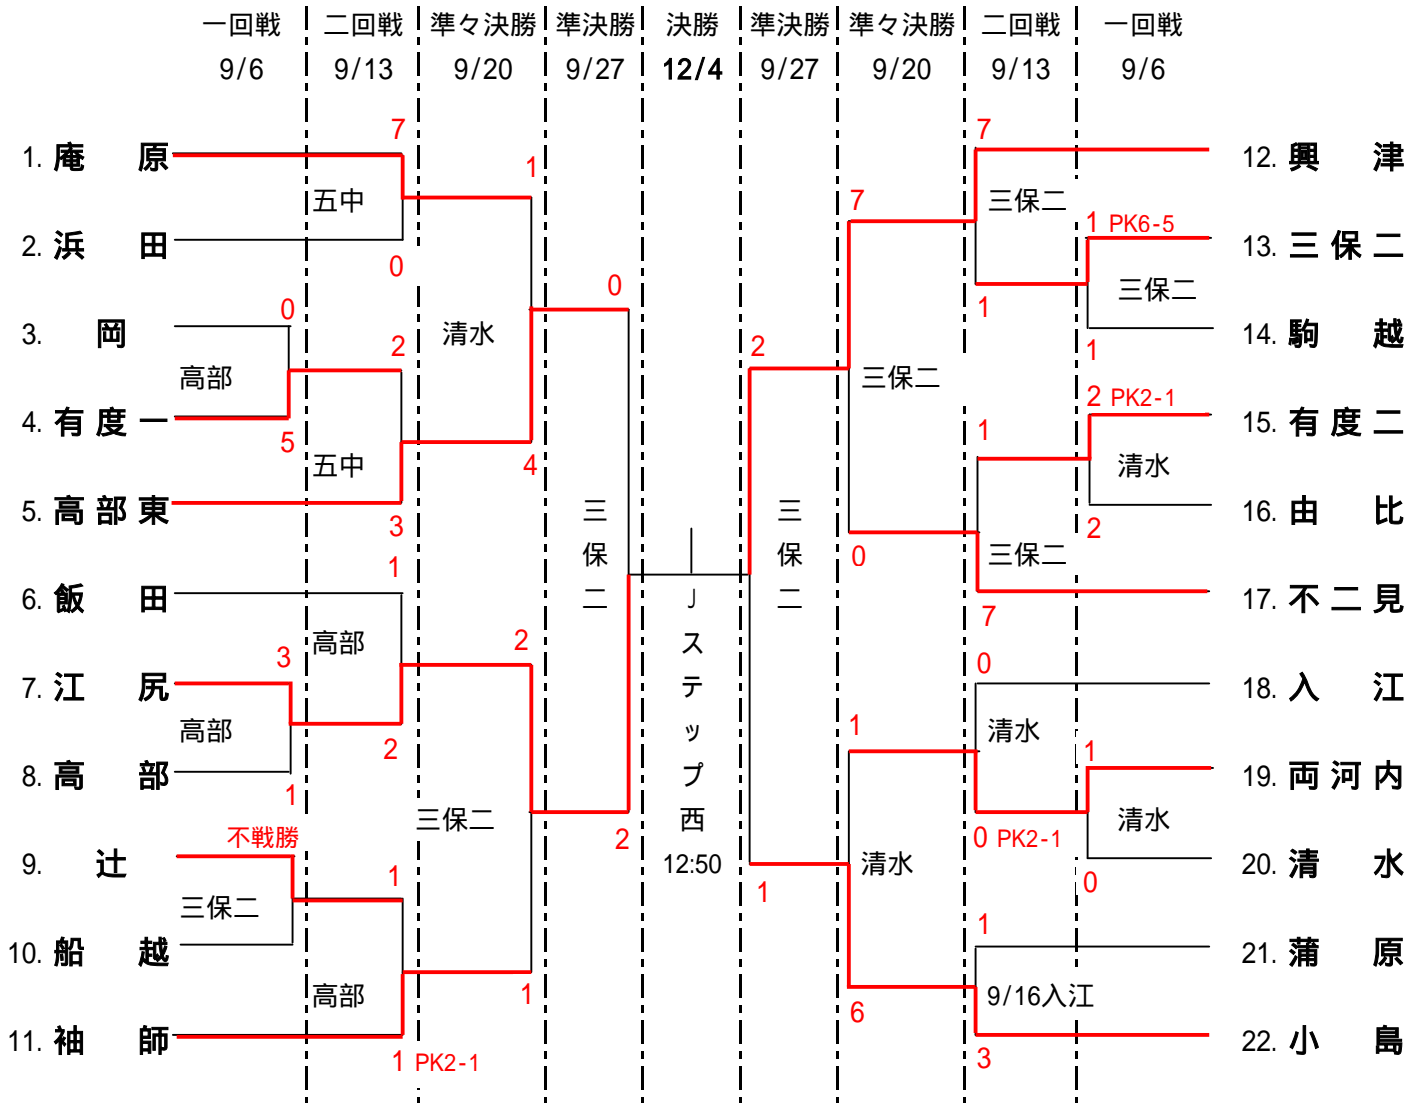 一回戦 二回戦 準々決勝 準決勝 決勝 準決勝 準々決勝 二回戦 一回戦
9/6 9/13 9/20 9/27 12/4 9/27 9/20 9/13 9/6
7 7
1. 庵 原 1 12. 興 津
五中 7 三保二
1 PK6-5
2. 浜 田 13. 三 保 二
0 0 三保二
0 1
3. 岡 2 清水 2 14. 駒 越
1
高部 三保二
2 PK2-1
4. 有 度 一 1 15. 有 度 二
5
五中 4 清水
5. 高 部 東 三保二 三保二 16. 由 比
3 2
1 0 三保二
6. 飯 田 17. 不 二 見
7
高部 2
3 0
7. 江 尻 18. 入 江
高部 1 清水
2 1
8. 高 部 19. 両 河 内
1
三保二 清水
不戦勝 2 0 PK2-1
9. 辻 Jステップ西 清水 20. 清 水
12:50
1 1 0
三保二
1
10. 船 越 21. 蒲 原
高部 1 6 9/16入江
11. 袖 師 22. 小 島
1 PK2-1 3